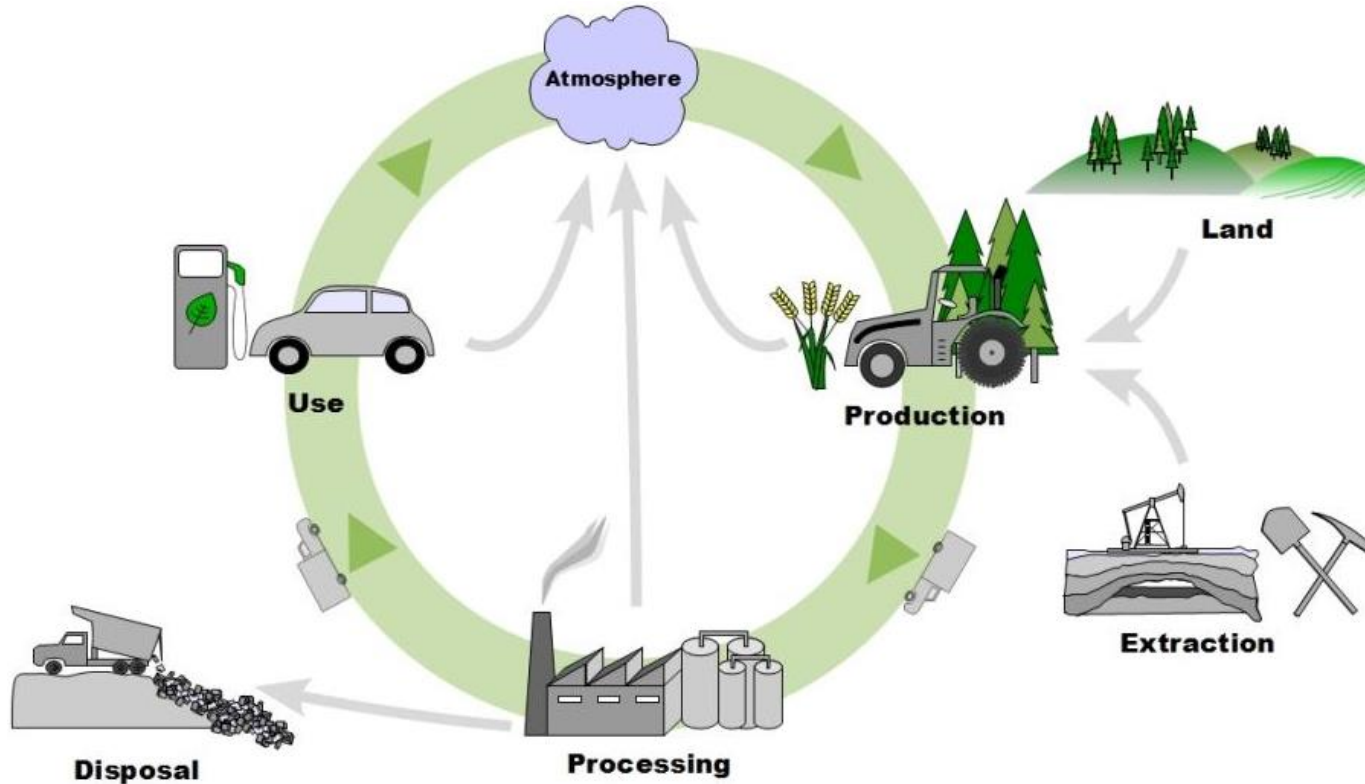 Atmosphere
Land
Use
Production
Extraction
Processing
Disposal